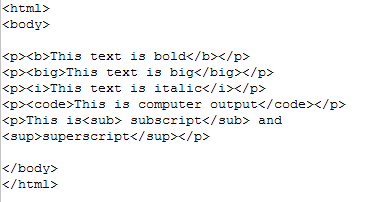 <html>
<body>
<p><b>This text is bold</b></p>
<p><big>This text is big</big></p>
<p><i>This text is italic</i></p>
<p><code>This is computer output</code></p>
<p>This is<sub> subscript</sub> and
<sup>superscript</sup></p>
</body>
</html>